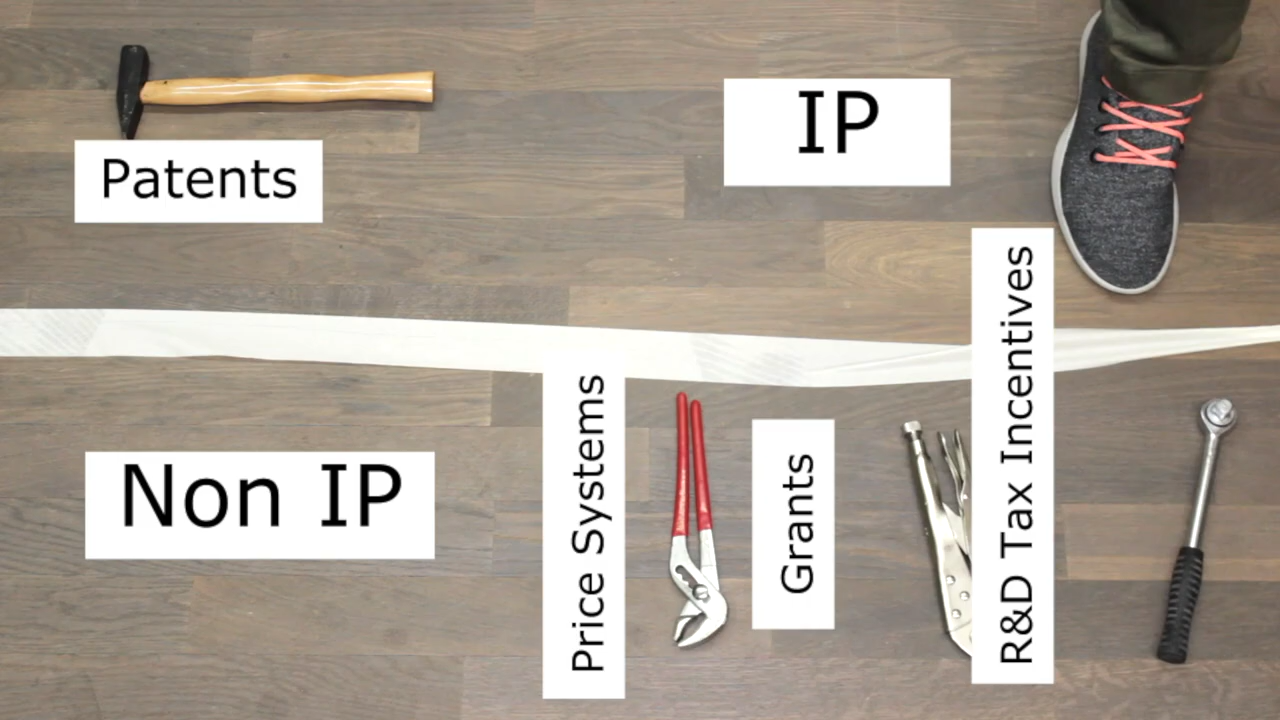 IP
Patents
Non IP
Price Systems
Grants
R&D Tax Incentives